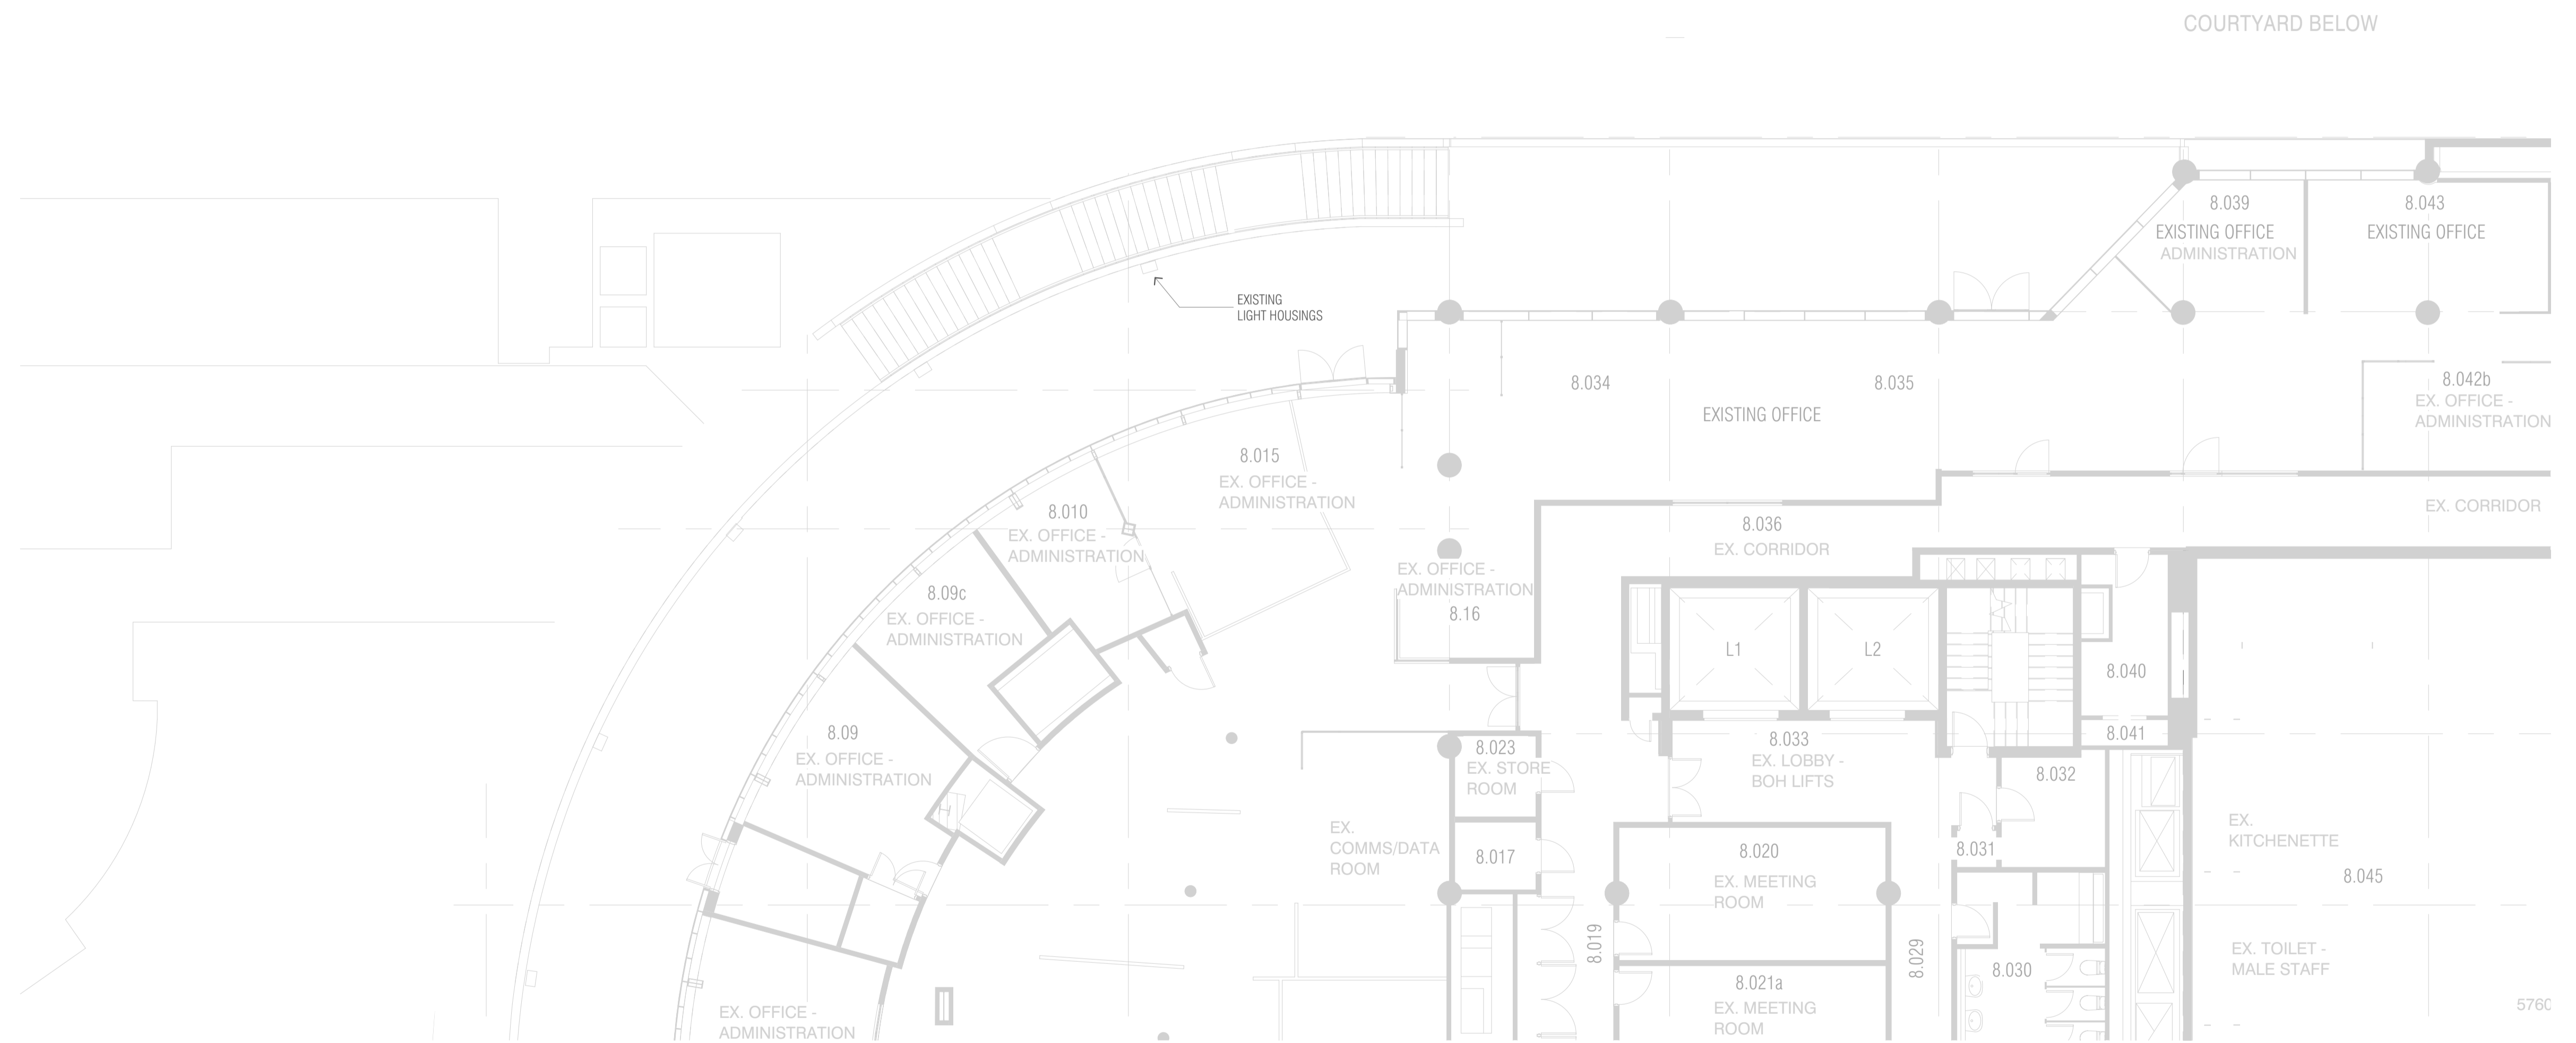 COURTYARD BELOW
8.039
EXISTING OFFICE
ADMINISTRATION
8.043
EXISTING OFFICE
EXISTING
LIGHT HOUSINGS
8.034
8.035
EXISTING OFFICE
8.042b
EX. OFFICE -
ADMINISTRATION
8.015
EX. OFFICE -
ADMINISTRATION
8.010
EX. OFFICE -
ADMINISTRATION
EX. CORRIDOR
8.036
EX. CORRIDOR
EX. OFFICE -
ADMINISTRATION
8.16
8.09c
EX. OFFICE -
ADMINISTRATION
L1
L2
8.040
8.041
8.09
EX. OFFICE -
ADMINISTRATION
8.023
EX. STORE
ROOM
8.033
EX. LOBBY -
BOH LIFTS
8.032
EX.
COMMS/DATA
ROOM
8.017
8.020
EX. MEETING
ROOM
8.031
EX.
KITCHENETTE
8.045
8.019
8.029
8.030
EX. TOILET -
MALE STAFF
8.021a
EX. MEETING
ROOM
EX. OFFICE -
ADMINISTRATION
5760